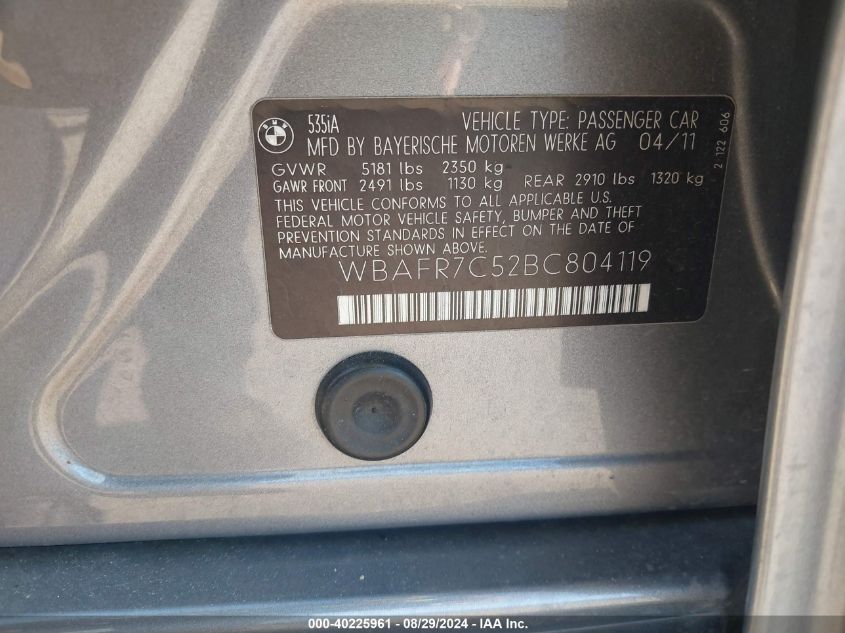 BMW
535iA
VEHICLE TYPE: PASSENGER CAR
MFD BY BAYERISCHE MOTOREN WERKE AG 04/11
GVWR 5181 lbs 2350 kg
GAWR FRONT 2491 lbs 1130 kg REAR 2910 lbs 1320 kg
THIS VEHICLE CONFORMS TO ALL APPLICABLE U.S.
FEDERAL MOTOR VEHICLE SAFETY, BUMPER AND THEFT
PREVENTION STANDARDS IN EFFECT ON THE DATE OF
MANUFACTURE SHOWN ABOVE.
WBAFR7C52BC804119
2 122 606
000-40225961 - 08/29/2024 - IAA Inc.